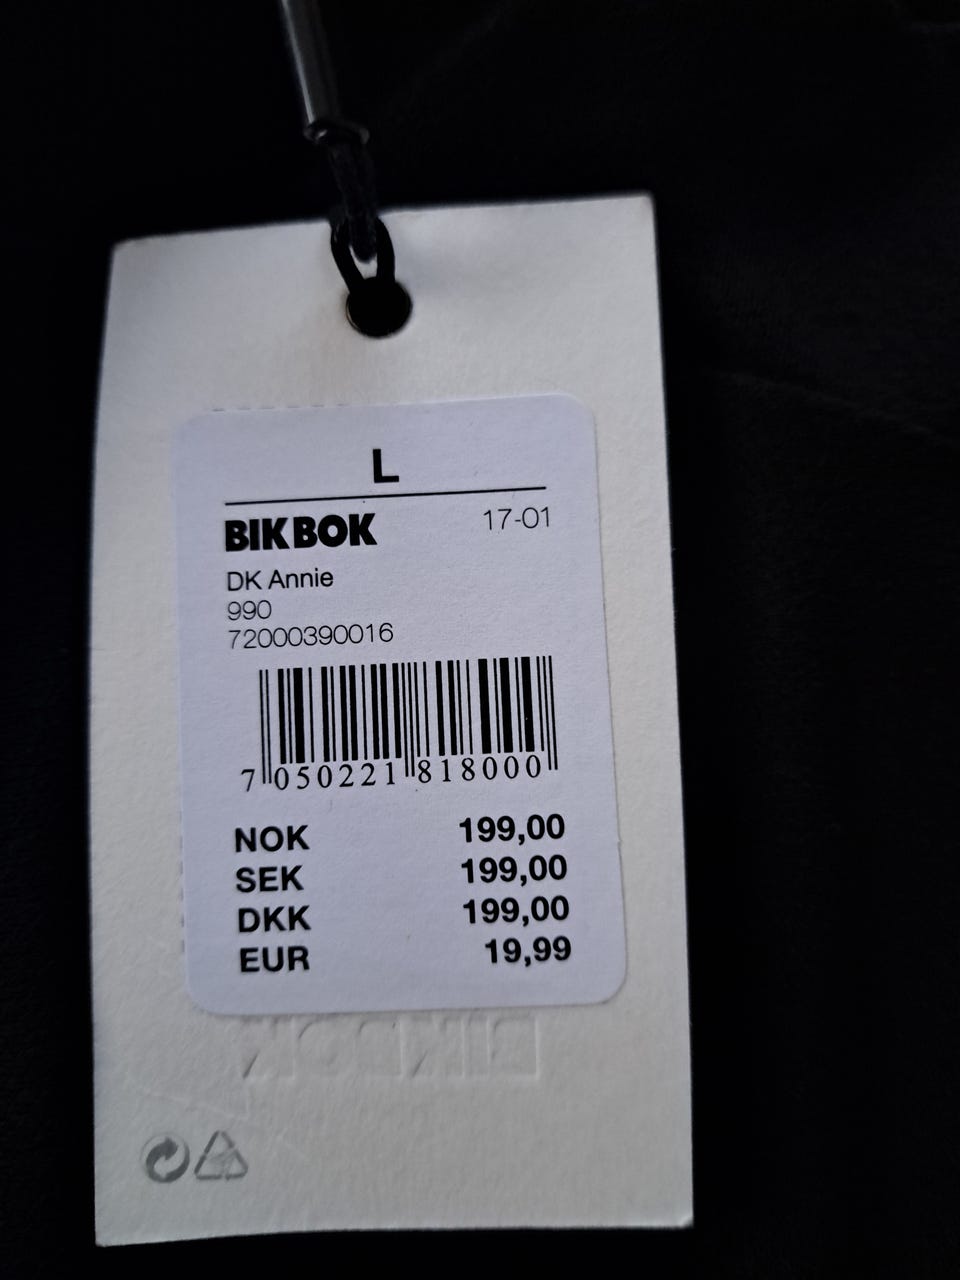 L
BIKBOK 17-01
DK Annie
990
72000390016
7 050221 818000
NOK 199,00
SEK 199,00
DKK 199,00
EUR 19,99
BIKBOK